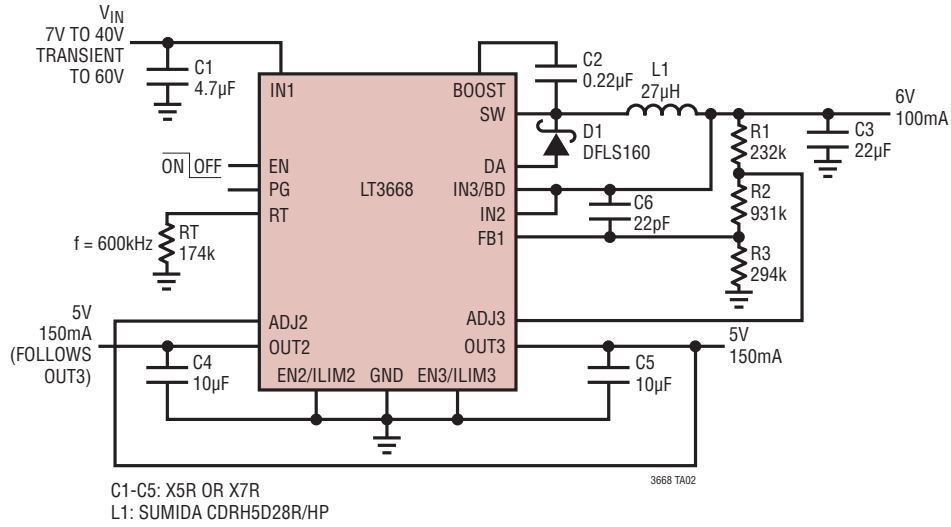 VIN
7V TO 40V
TRANSIENT
TO 60V
C1
4.7µF
IN1
BOOST
SW
DA
IN3/BD
IN2
FB1
ADJ3
OUT3
EN
PG
RT
LT3668
ADJ2
OUT2
EN2/ILIM2 GND EN3/ILIM3
C2
0.22µF
L1
27µH
D1
DFLS160
6V
100mA
R1
232k
C3
22µF
C6
22pF
R2
931k
R3
294k
ON OFF
f = 600kHz
RT
174k
5V
150mA
(FOLLOWS
OUT3)
C4
10µF
C5
10µF
5V
150mA
3668 TA02
C1-C5: X5R OR X7R
L1: SUMIDA CDRH5D28R/HP